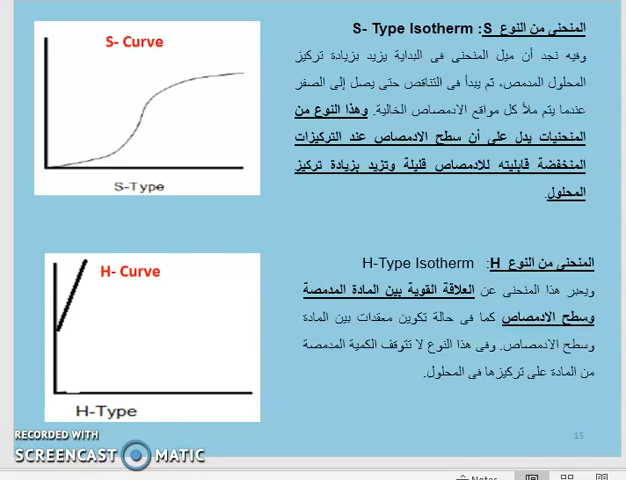 المنحنى من النوع S: S- Type Isotherm
وفيه نجد أن ميل المنحنى فى البداية يزيد بزيادة تركيز
المحلول المدمص، ثم يبدأ فى التناقص حتى يصل إلى الصفر
عندما يتم ملأ كل مواقع الادمصاص الخالية. وهذا النوع من
المنحنيات يدل على أن سطح الادمصاص عند التركيزات
المنخفضة قابليته للادمصاص قليلة وتزيد بزيادة تركيز
المحلول.
S- Curve
S-Type
المنحنى من النوع H: H-Type Isotherm
ويعبر هذا المنحنى عن العلاقة القوية بين المادة المدمصة
وسطح الادمصاص كما فى حالة تكوين معقدات بين المادة
وسطح الادمصاص. وفى هذا النوع لا تتوقف الكمية المدمصة
من المادة على تركيزها فى المحلول.
H- Curve
H-Type
15
RECORDED WITH
SCREENCAST MATIC
Notes